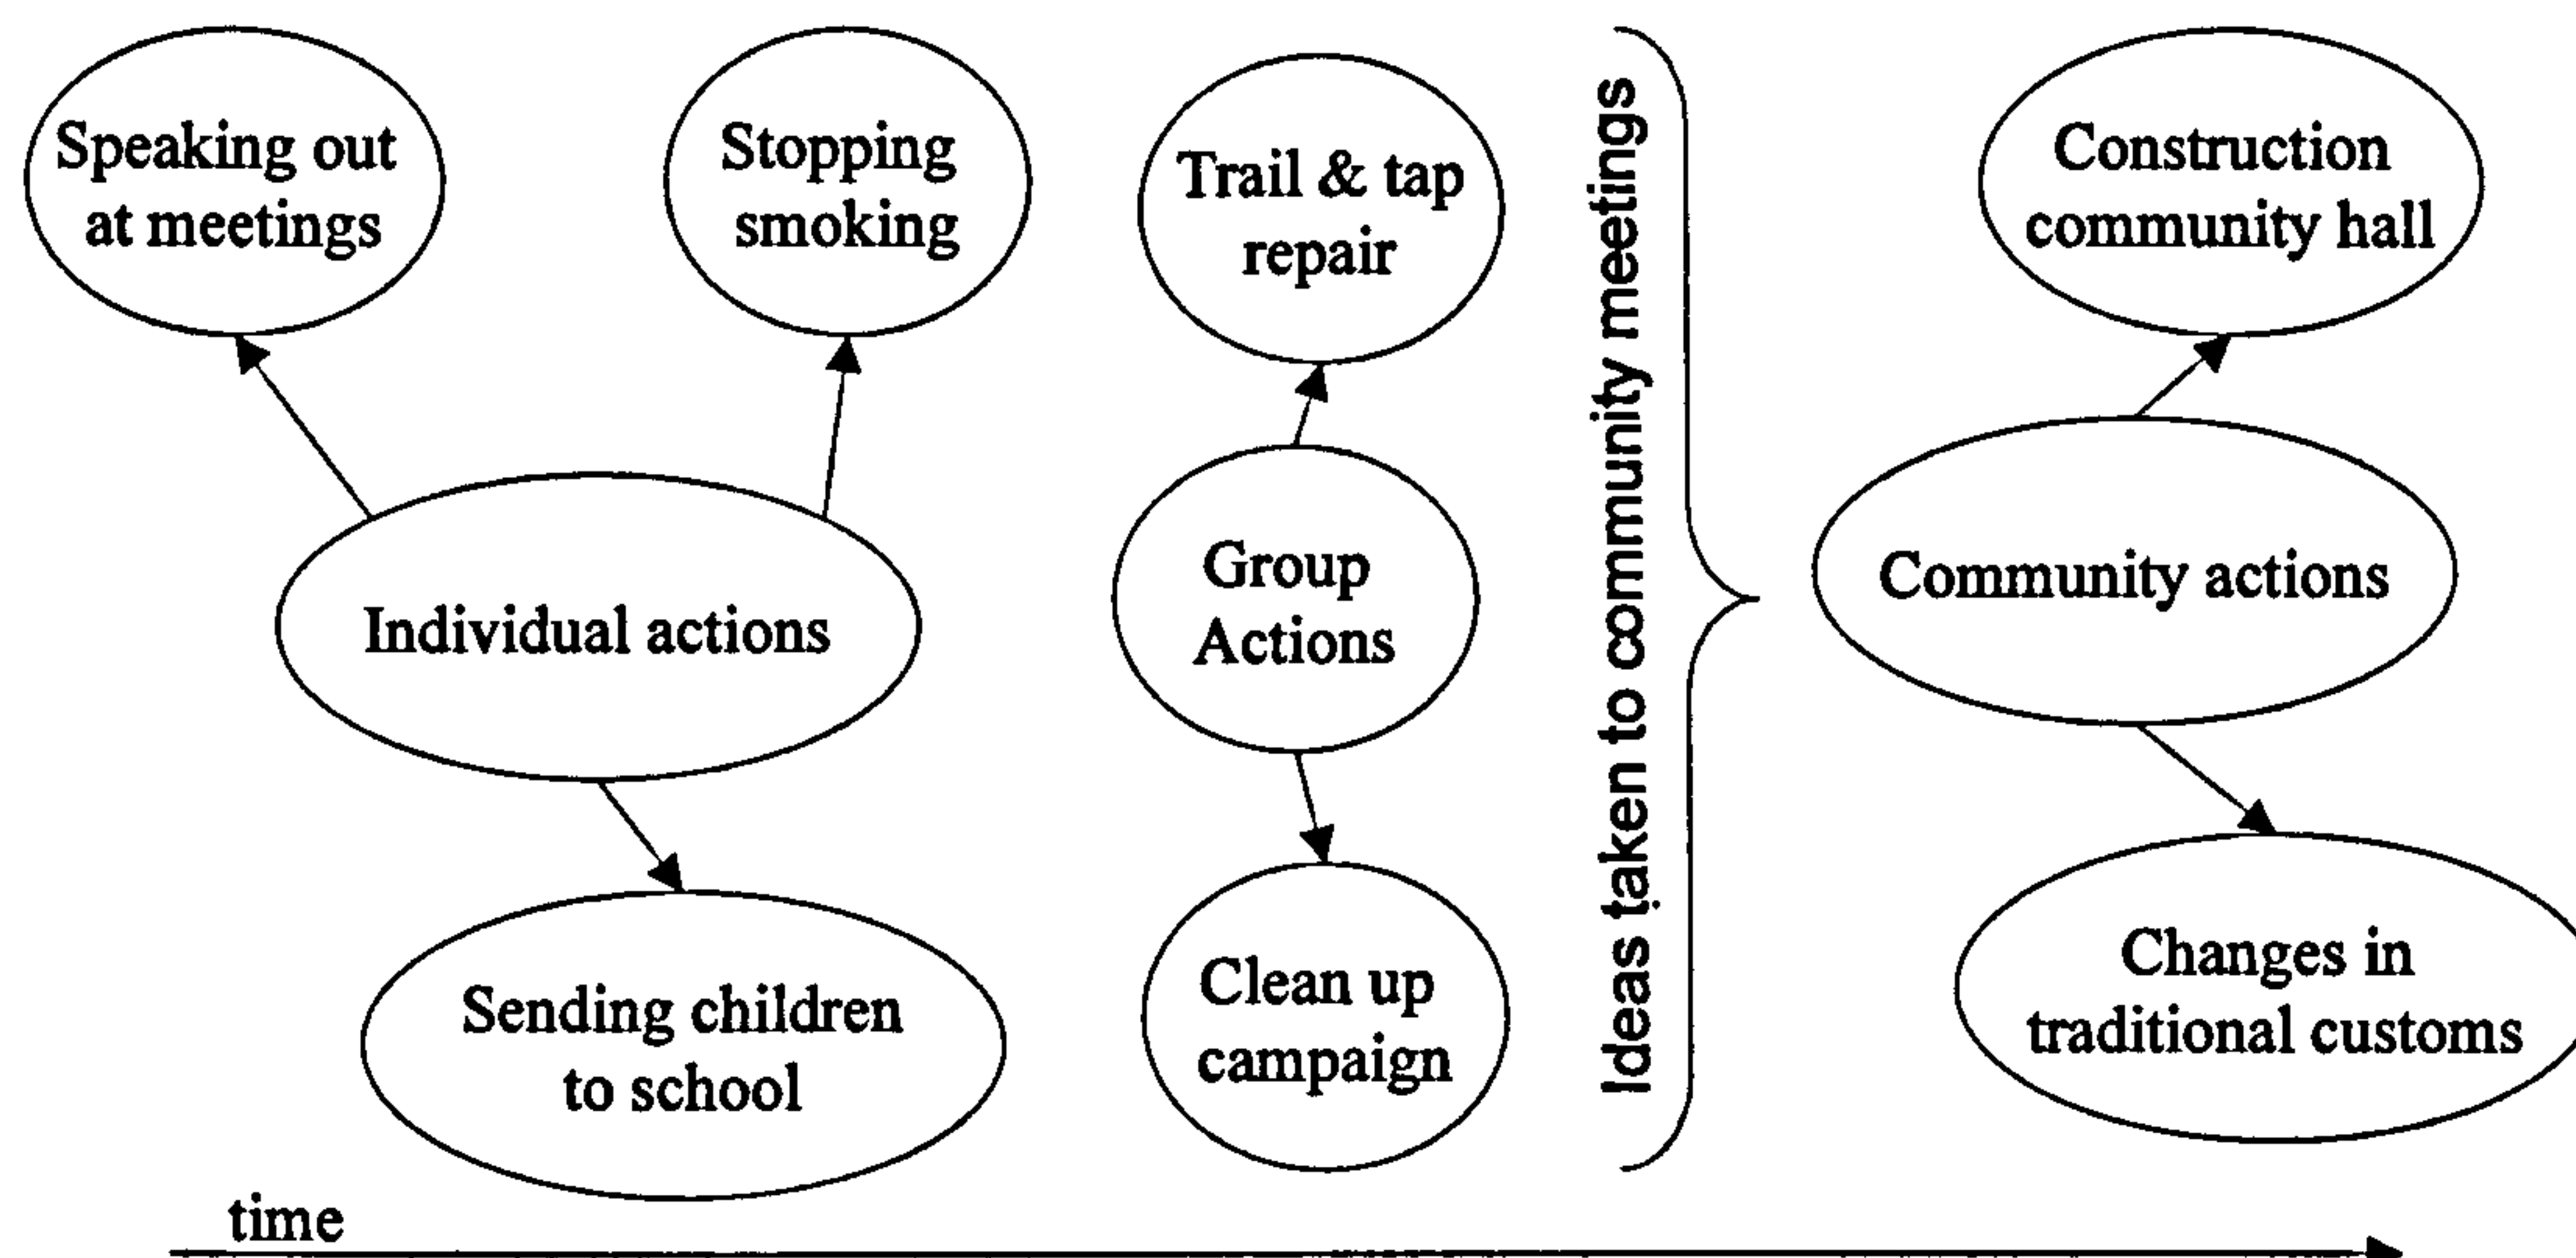 Speaking out
at meetings
Stopping
smoking
Individual actions
Sending children
to school
Trail & tap
repair
Group
Actions
Clean up
campaign
Ideas taken to community meetings
Construction
community hall
Community actions
Changes in
traditional customs
time